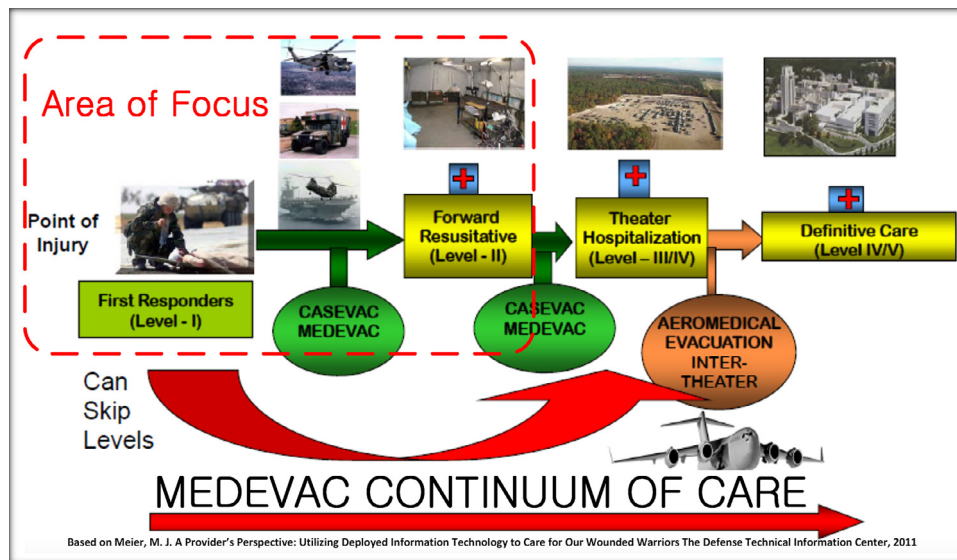 Area of Focus
Point of
Injury
First Responders
(Level - I)
CASEVAC
MEDEVAC
Forward
Resusitative
(Level - II)
CASEVAC
MEDEVAC
Theater
Hospitalization
(Level – III/IV)
AEROMEDICAL
EVACUATION
INTER-
THEATER
Definitive Care
(Level IV/V)
Can
Skip
Levels
MEDEVAC CONTINUUM OF CARE
Based on Meier, M. J. A Provider's Perspective: Utilizing Deployed Information Technology to Care for Our Wounded Warriors The Defense Technical Information Center, 2011